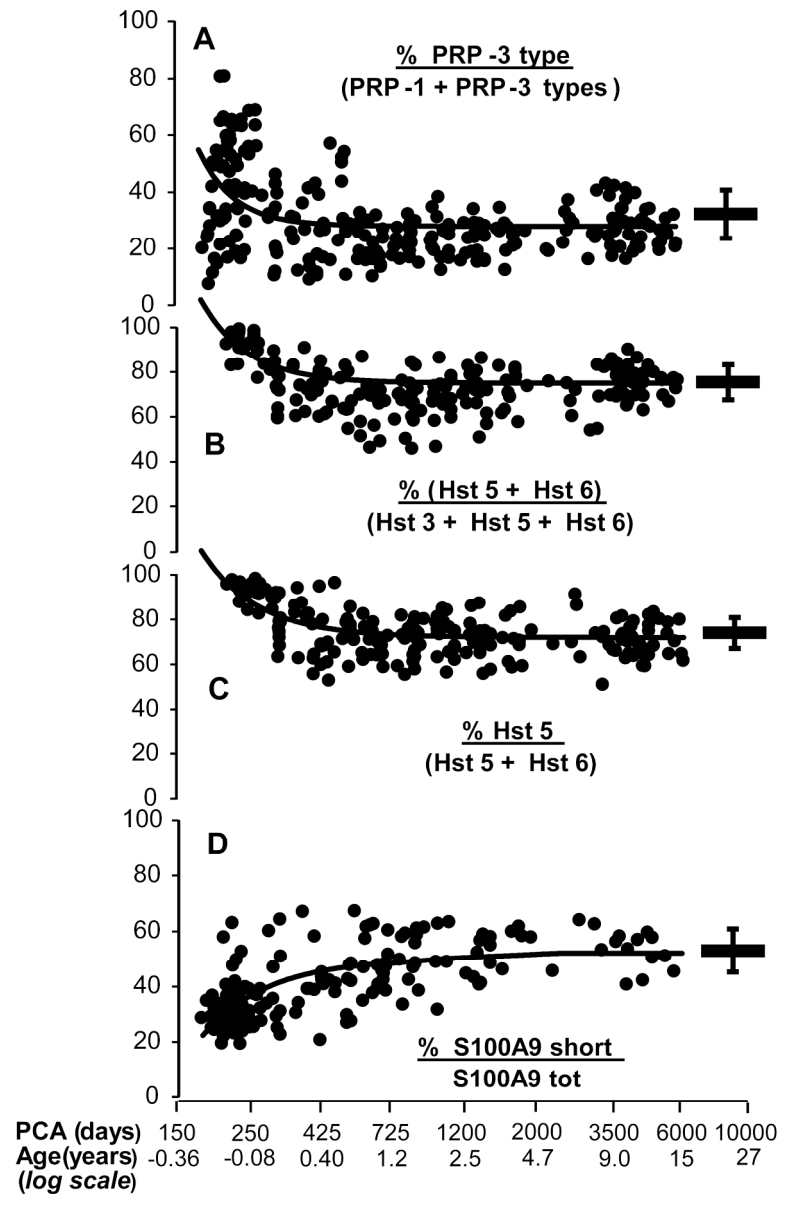 100
A
% PRP -3 type
(PRP -1 + PRP -3 types )
80
60
40
20
0
100
80
60
B
40
% (Hst 5 + Hst 6)
20
(Hst 3 + Hst 5 + Hst 6)
0
100
80
60
C
40
% Hst 5
20
(Hst 5 + Hst 6)
0
100
D
80
60
40
20
% S100A9 short
S100A9 tot
0
PCA (days) 150 250 425 725 1200 2000 3500 6000 10000
Age(years) -0.36 -0.08 0.40 1.2 2.5 4.7 9.0 15 27
(log scale)